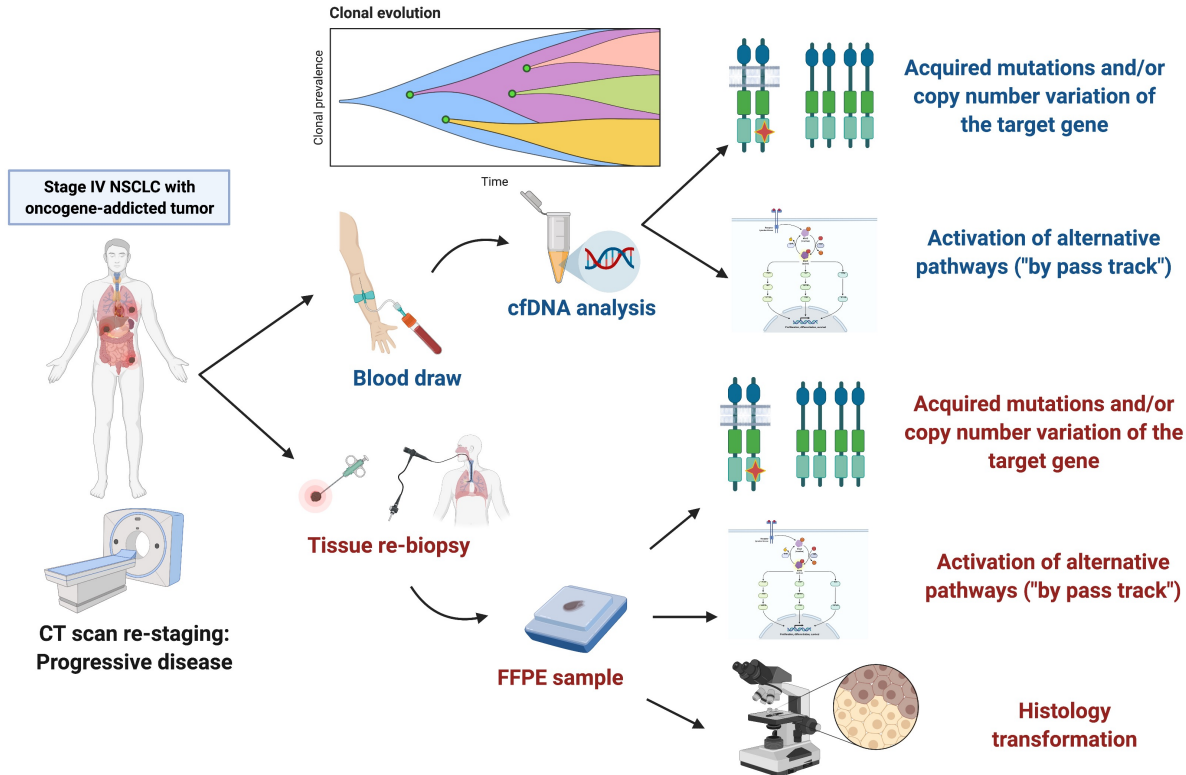 Clonal evolution
Clonal prevalence
Time
Stage IV NSCLC with
oncogene-addicted tumor
CT scan re-staging:
Progressive disease
Blood draw
cfDNA analysis
Acquired mutations and/or
copy number variation of
the target gene
Activation of alternative
pathways ("by pass track")
Tissue re-biopsy
FFPE sample
Acquired mutations and/or
copy number variation of the
target gene
Activation of alternative
pathways ("by pass track")
Histology
transformation